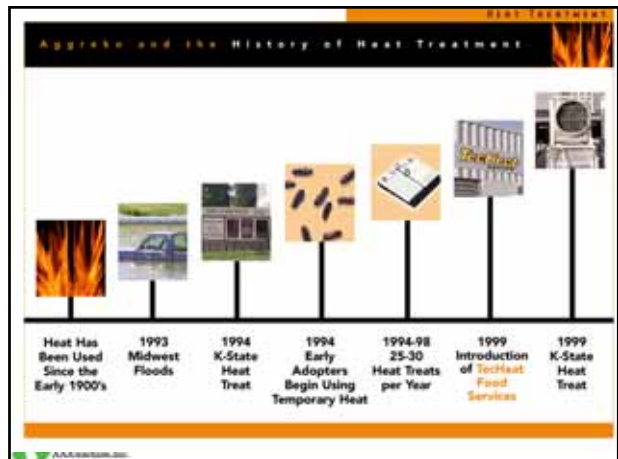 Heat Treatment
Aggreko and the History of Heat Treatment
TecHeat
Heat Has
Been Used
Since the
Early 1900's
1993
Midwest
Floods
1994
K-State
Heat
Treat
1994
Early
Adopters
Begin Using
Temporary Heat
1994-98
25-30
Heat Treats
per Year
1999
Introduction
of TecHeat
Food
Services
1999
K-State
Heat
Treat